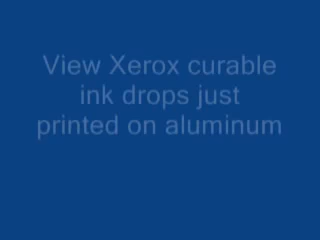 View Xerox curable
ink drops just
printed on aluminum